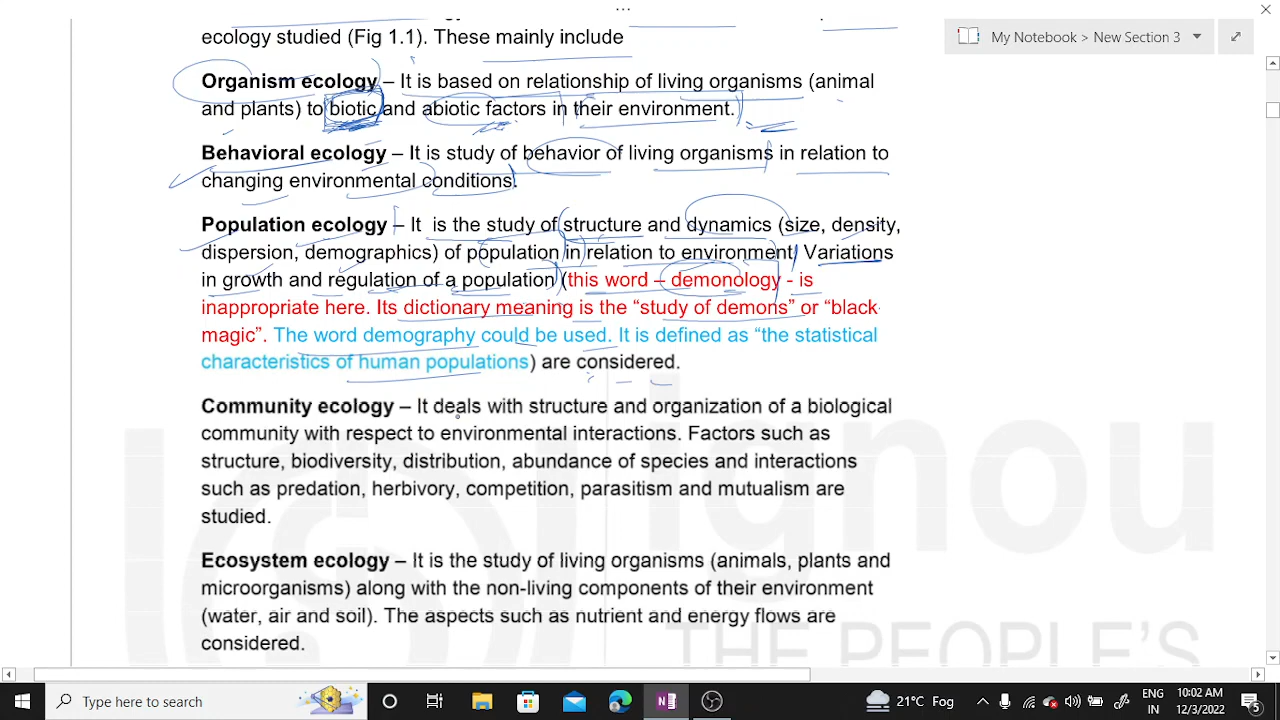 ecology studied (Fig 1.1). These mainly include
My Notebook > New Section 3
Organism ecology – It is based on relationship of living organisms (animal
and plants) to biotic and abiotic factors in their environment.
Behavioral ecology – It is study of behavior of living organisms in relation to
changing environmental conditions.
Population ecology – It is the study of structure and dynamics (size, density,
dispersion, demographics) of population in relation to environment. Variations
in growth and regulation of a population (this word – demonology - is
inappropriate here. Its dictionary meaning is the “study of demons” or “black
magic”. The word demography could be used. It is defined as “the statistical
characteristics of human populations) are considered.
Community ecology – It deals with structure and organization of a biological
community with respect to environmental interactions. Factors such as
structure, biodiversity, distribution, abundance of species and interactions
such as predation, herbivory, competition, parasitism and mutualism are
studied.
ignou
Ecosystem ecology – It is the study of living organisms (animals, plants and
microorganisms) along with the non-living components of their environment
(water, air and soil). The aspects such as nutrient and energy flows are
considered.
THE PEOPLE'S
Type here to search
21°C Fog
ENG
IN
10:02 AM
12/3/2022
5